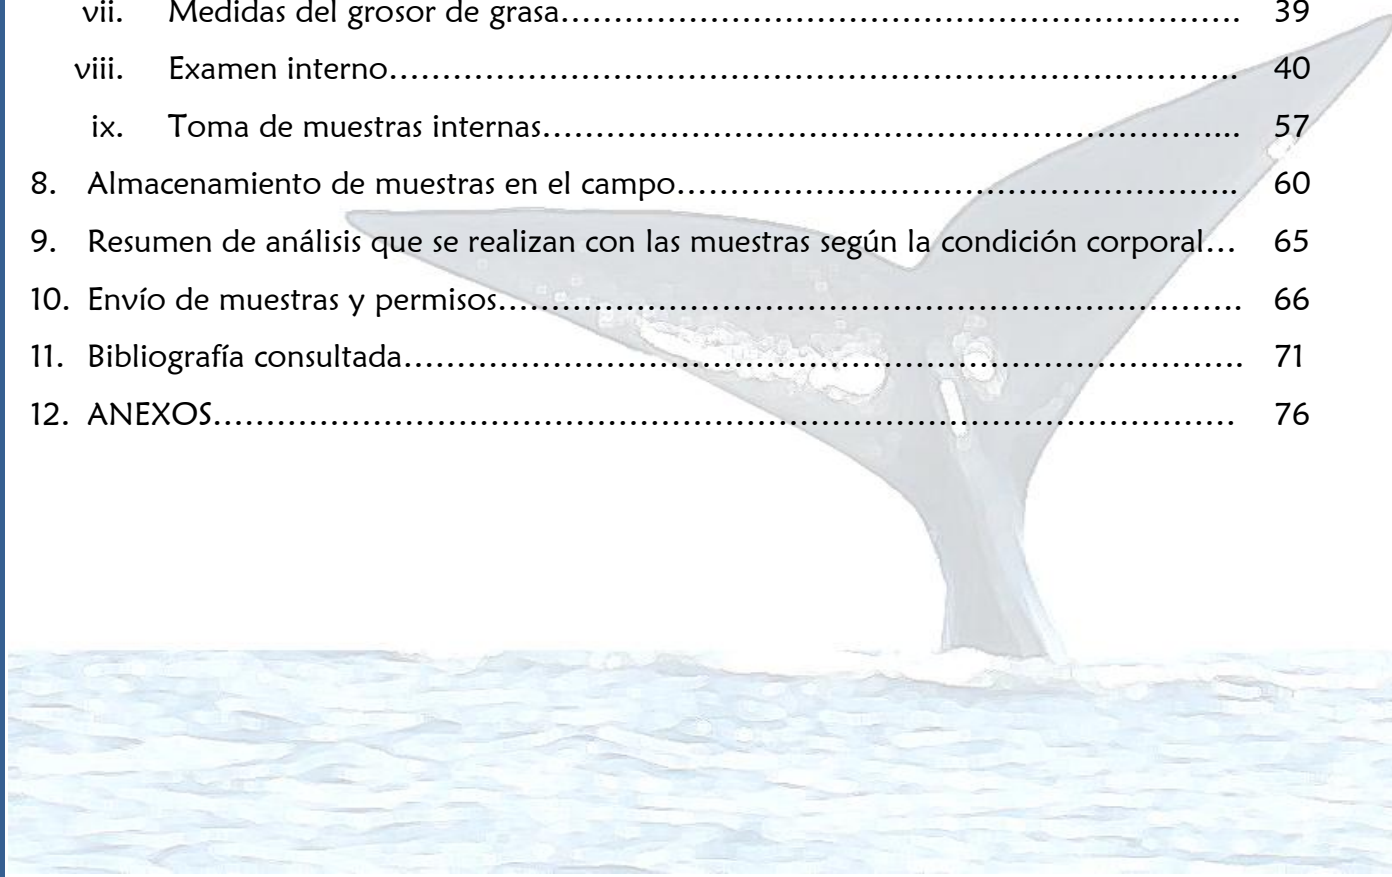 vii. Medidas del grosor de grasa…………………………………………………………………………. 39
viii. Examen interno…………………………………………………………………………………………….. 40
ix. Toma de muestras internas…………………………………………………………………………... 57
8. Almacenamiento de muestras en el campo…………………………………………………………….. 60
9. Resumen de análisis que se realizan con las muestras según la condición corporal… 65
10. Envío de muestras y permisos………………………………………………………………………………. 66
11. Bibliografía consultada…………………………………………………………………………………………. 71
12. ANEXOS……………………………………………………………………………………………………………… 76